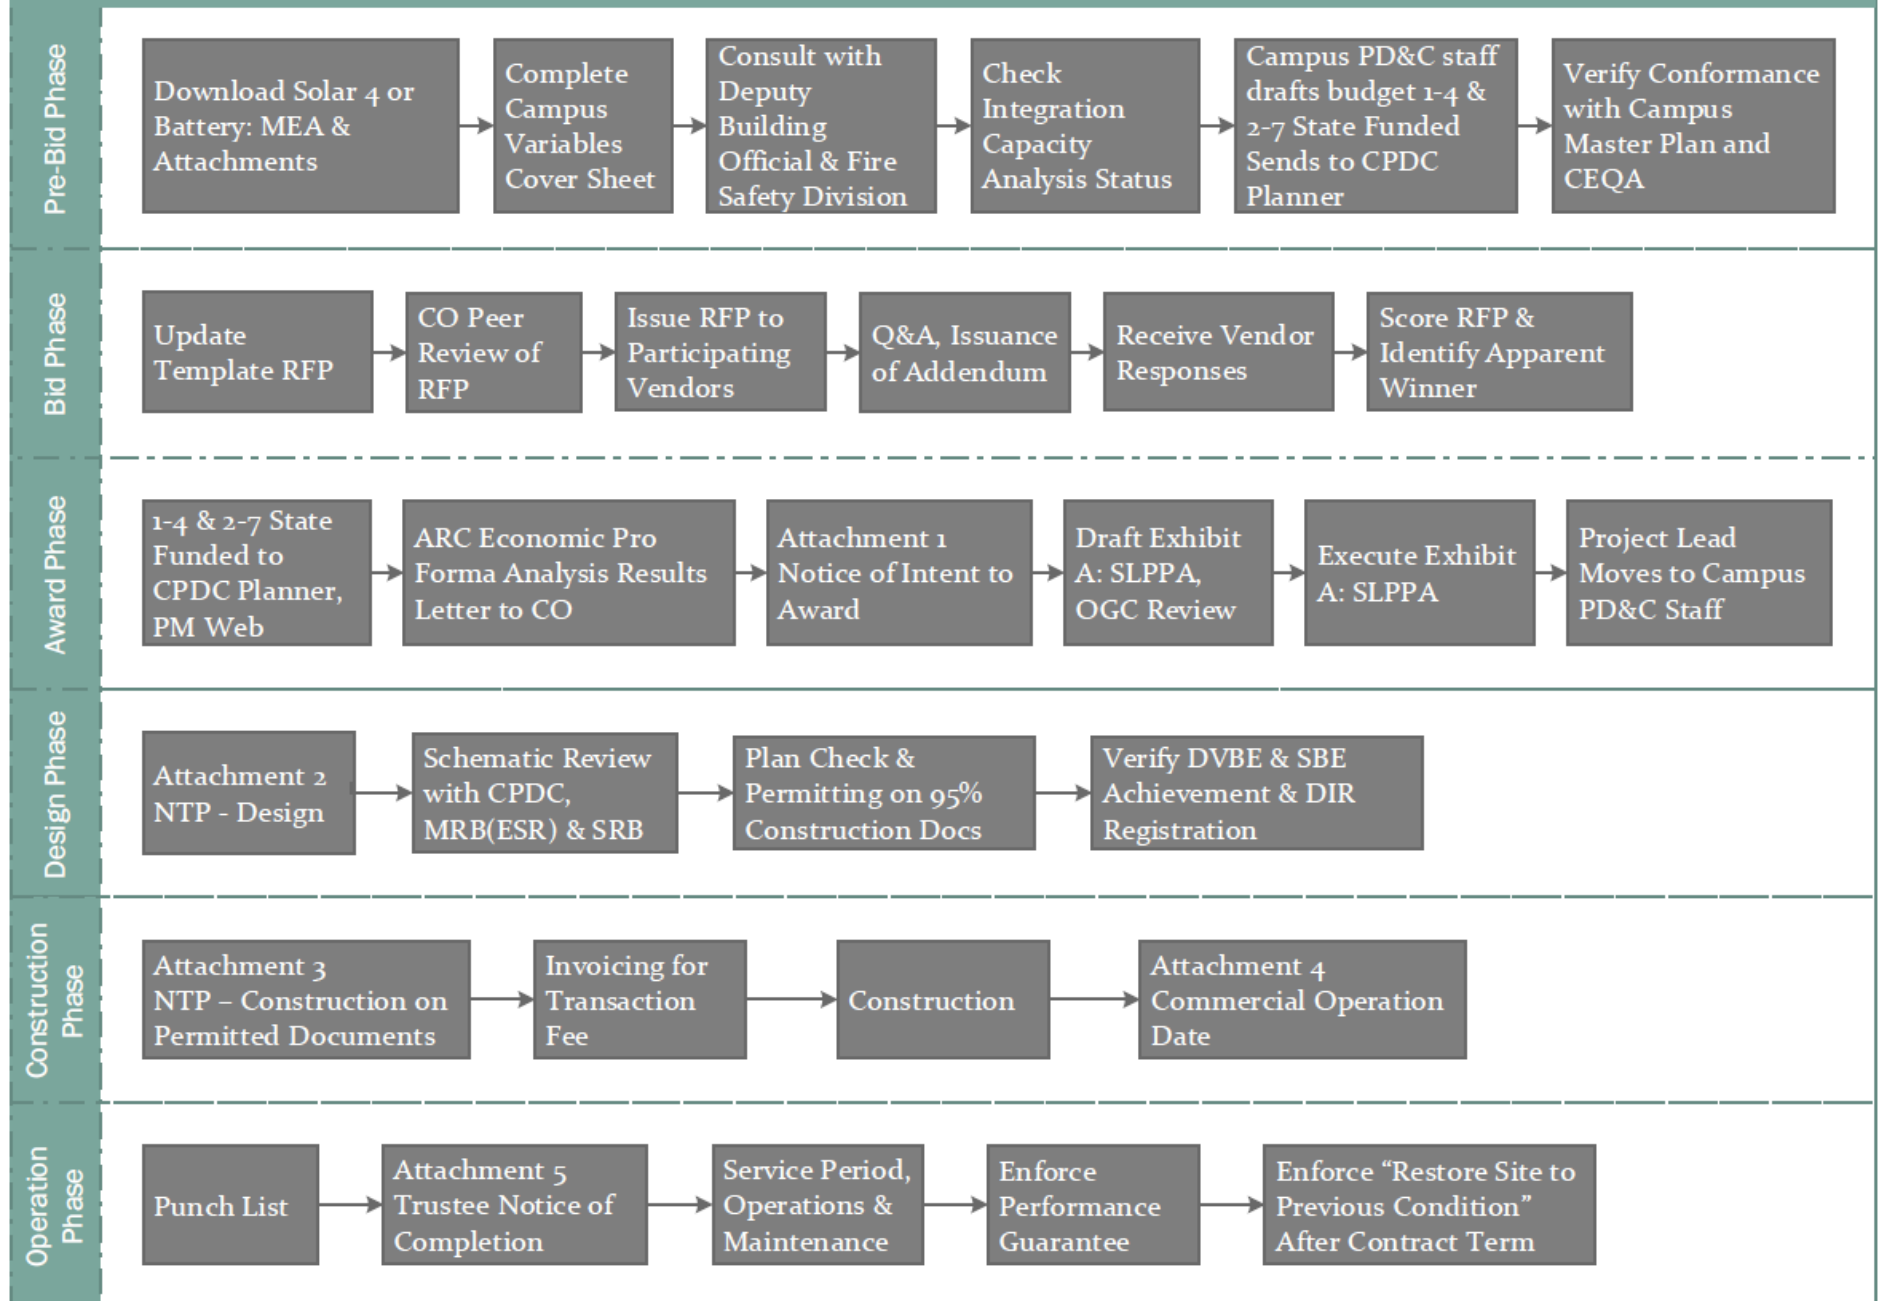 Pre-Bid Phase
Download Solar 4 or
Battery: MEA &
Attachments
Complete
Campus
Variables
Cover Sheet
Consult with
Deputy
Building
Official & Fire
Safety Division
Check
Integration
Capacity
Analysis Status
Campus PD&C staff
drafts budget 1-4 &
2-7 State Funded
Sends to CPDC
Planner
Verify Conformance
with Campus
Master Plan and
CEQA
Bid Phase
Update
Template RFP
CO Peer
Review of
RFP
Issue RFP to
Participating
Vendors
Q&A, Issuance
of Addendum
Receive Vendor
Responses
Score RFP &
Identify Apparent
Winner
Award Phase
1-4 & 2-7 State
Funded to
CPDC Planner,
PM Web
ARC Economic Pro
Forma Analysis Results
Letter to CO
Attachment 1
Notice of Intent to
Award
Draft Exhibit
A: SLPPA,
OGC Review
Execute Exhibit
A: SLPPA
Project Lead
Moves to Campus
PD&C Staff
Design Phase
Attachment 2
NTP - Design
Schematic Review
with CPDC,
MRB(ESR) & SRB
Plan Check &
Permitting on 95%
Construction Docs
Verify DVBE & SBE
Achievement & DIR
Registration
Construction
Phase
Attachment 3
NTP – Construction on
Permitted Documents
Invoicing for
Transaction
Fee
Construction
Attachment 4
Commercial Operation
Date
Operation
Phase
Punch List
Attachment 5
Trustee Notice of
Completion
Service Period,
Operations &
Maintenance
Enforce
Performance
Guarantee
Enforce “Restore Site to
Previous Condition”
After Contract Term